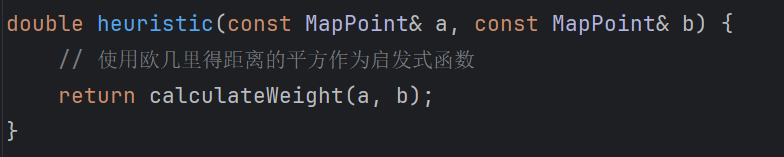 double heuristic(const MapPoint& a, const MapPoint& b) {
    // 使用欧几里得距离的平方作为启发式函数
    return calculateWeight(a, b);
}